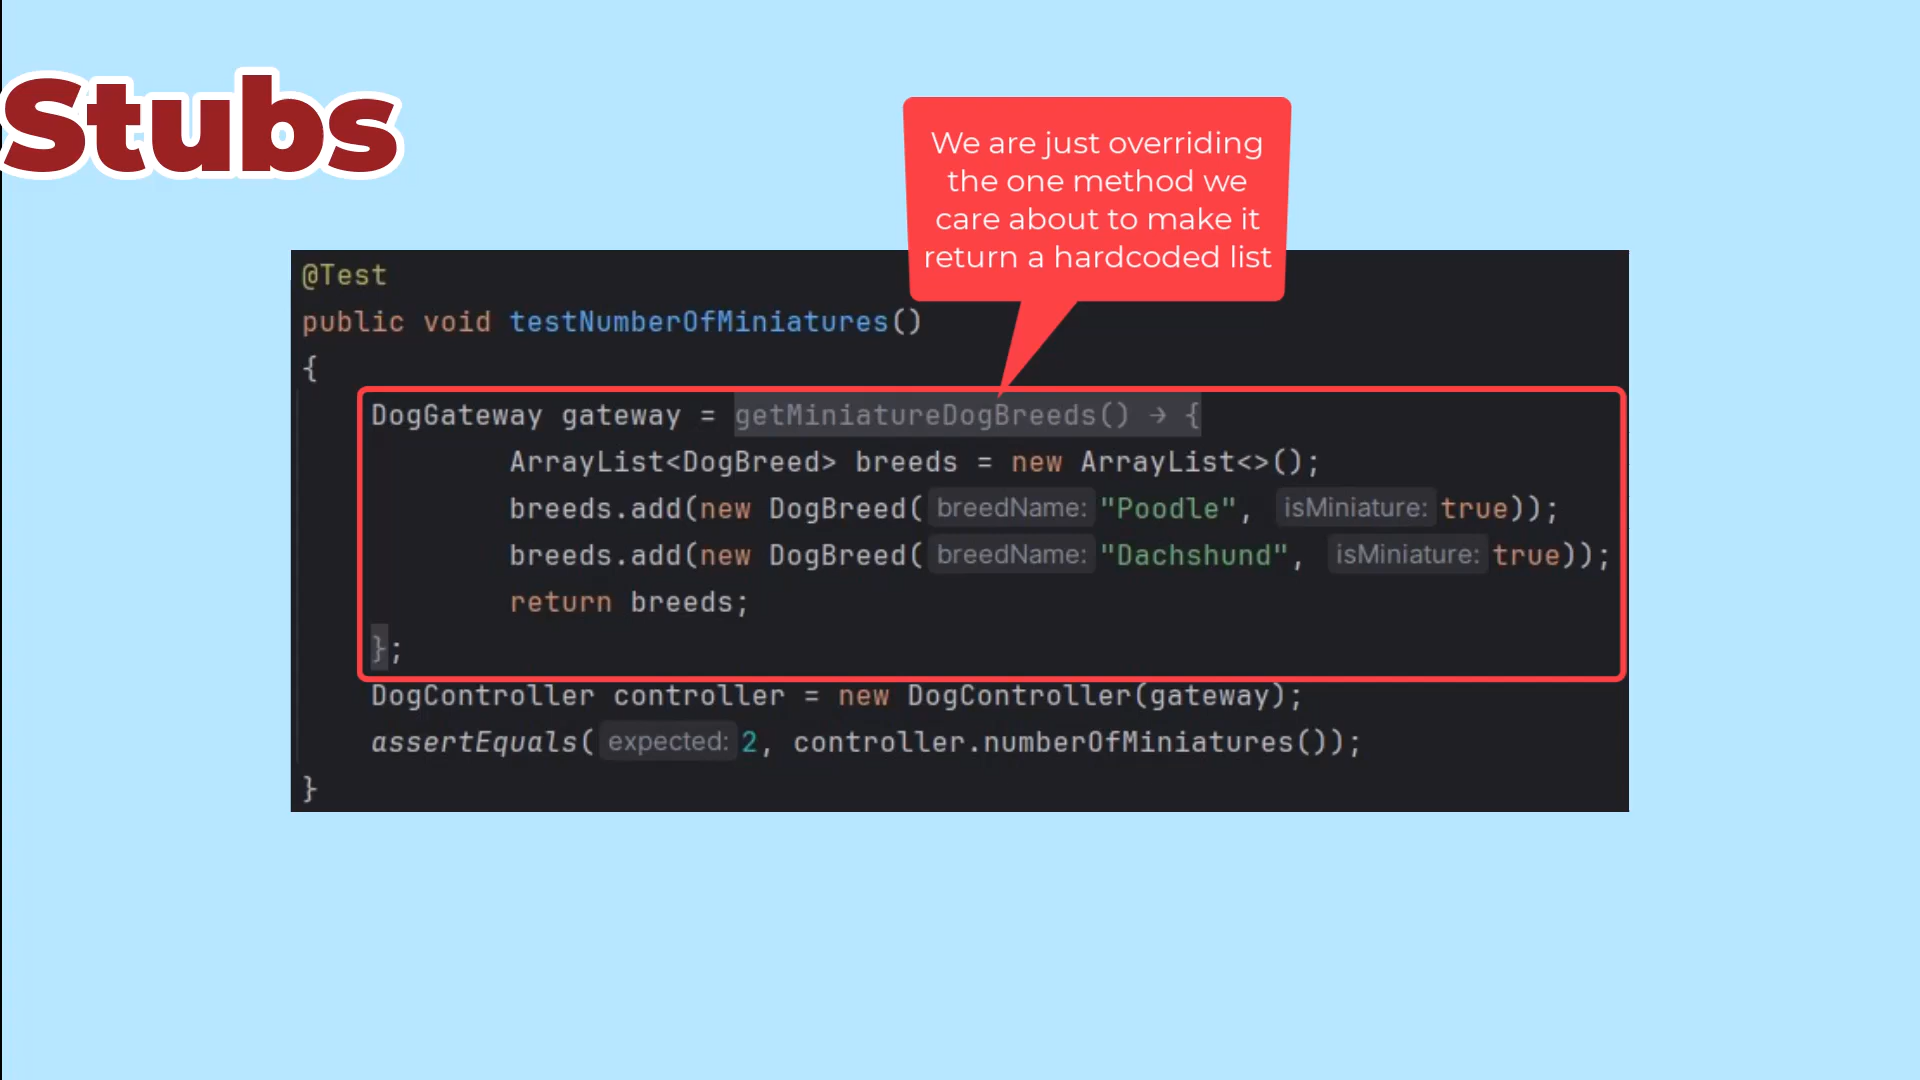 Stubs
We are just overriding
the one method we
care about to make it
return a hardcoded list
@Test
public void testNumberOfMiniatures()
{
DogGateway gateway = getMiniatureDogBreeds() → {
ArrayList<DogBreed> breeds = new ArrayList<>();
breeds.add(new DogBreed( breedName: "Poodle", isMiniature: true));
breeds.add(new DogBreed( breedName: "Dachshund", isMiniature: true));
return breeds;
};
DogController controller = new DogController(gateway);
assertEquals( expected: 2, controller.numberOfMiniatures());
}